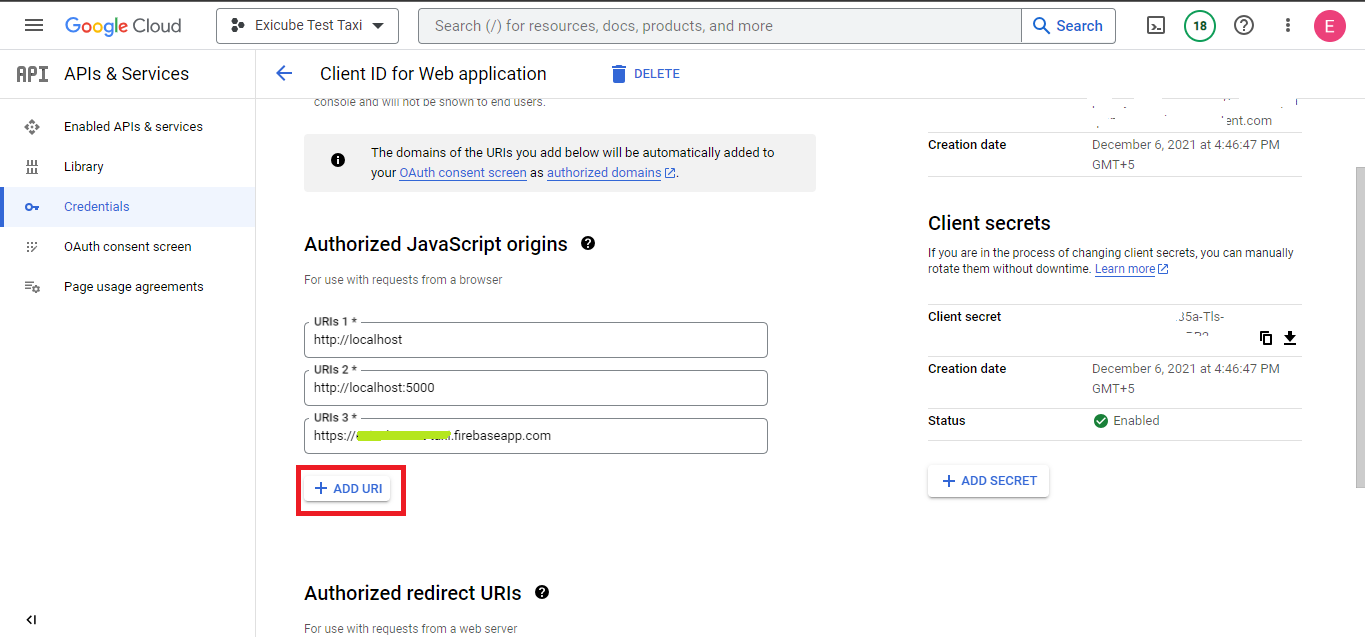 Google Cloud
Exicube Test Taxi
Search (/) for resources, docs, products, and more
Search
18
E
API APIs & Services
Enabled APIs & services
Library
Credentials
OAuth consent screen
Page usage agreements
Client ID for Web application
DELETE
console and will not be shown to end users.
The domains of the URIs you add below will be automatically added to
your OAuth consent screen as authorized domains.
Authorized JavaScript origins
For use with requests from a browser
URIs 1 *
http://localhost
URIs 2 *
http://localhost:5000
URIs 3 *
https:// .firebaseapp.com
+ ADD URI
Authorized redirect URIs
For use with requests from a web server
ent.com
Creation date
December 6, 2021 at 4:46:47 PM
GMT+5
Client secrets
If you are in the process of changing client secrets, you can manually
rotate them without downtime. Learn more
Client secret
J5a-Tls-
Creation date
December 6, 2021 at 4:46:47 PM
GMT+5
Status
Enabled
+ ADD SECRET